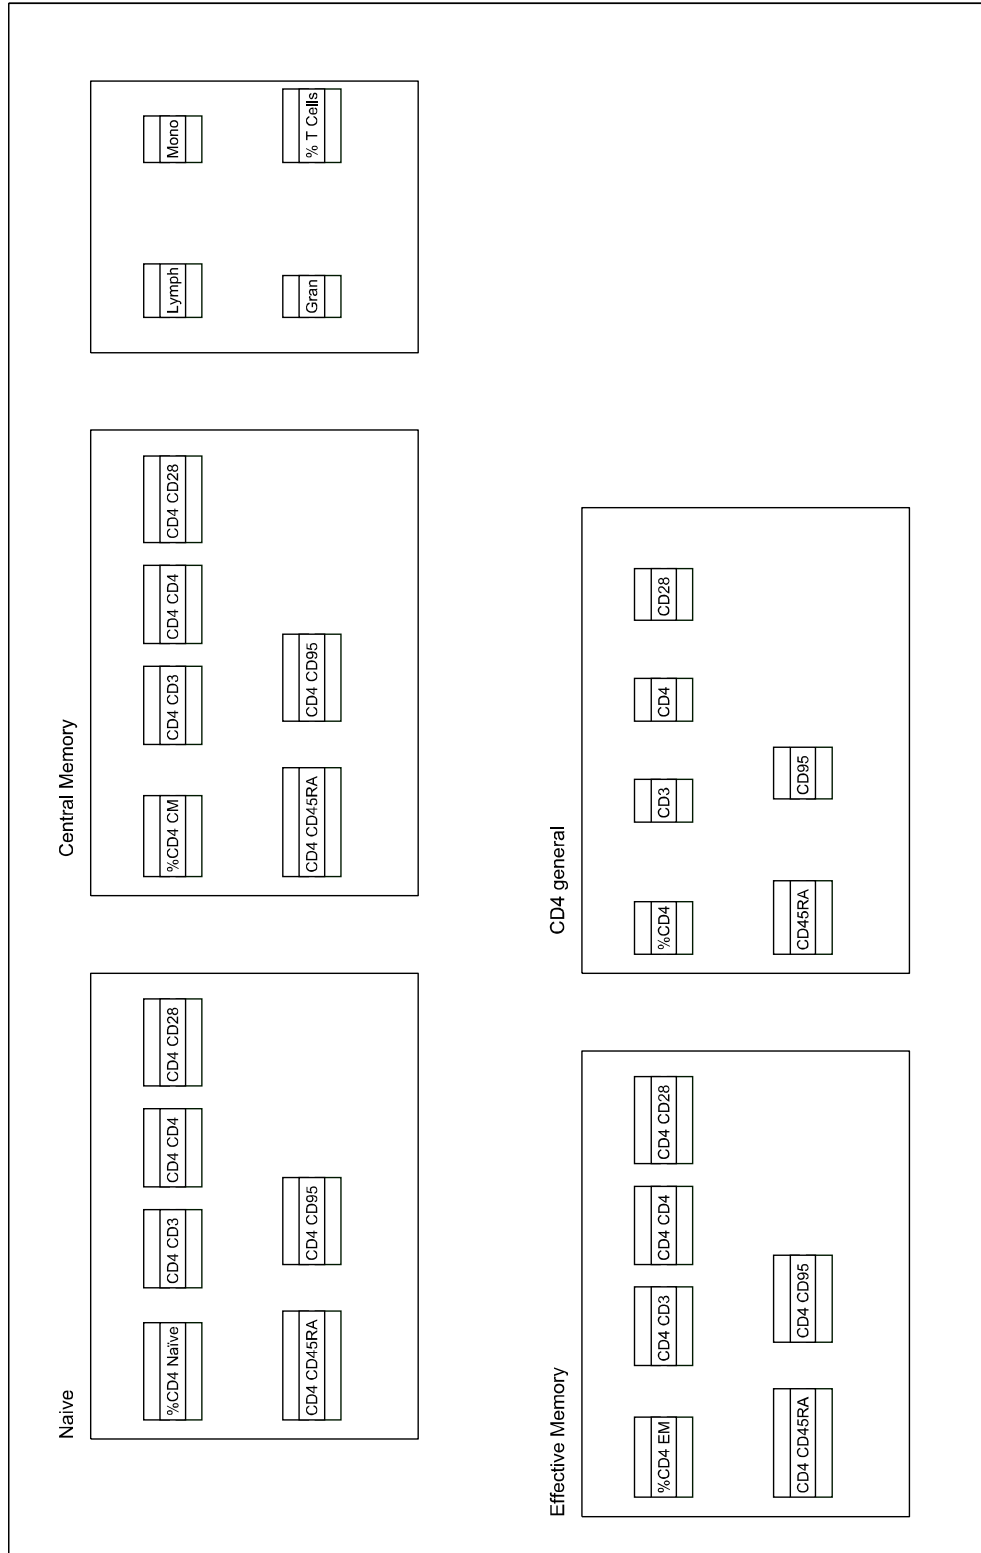 Naive
%CD4 Naïve
CD4 CD3
CD4 CD4
CD4 CD28
CD4 CD45RA
CD4 CD95
Central Memory
%CD4 CM
CD4 CD3
CD4 CD4
CD4 CD28
CD4 CD45RA
CD4 CD95
Lymph
Mono
Gran
% T Cells
Effective Memory
%CD4 EM
CD4 CD3
CD4 CD4
CD4 CD28
CD4 CD45RA
CD4 CD95
CD4 general
%CD4
CD3
CD4
CD28
CD45RA
CD95